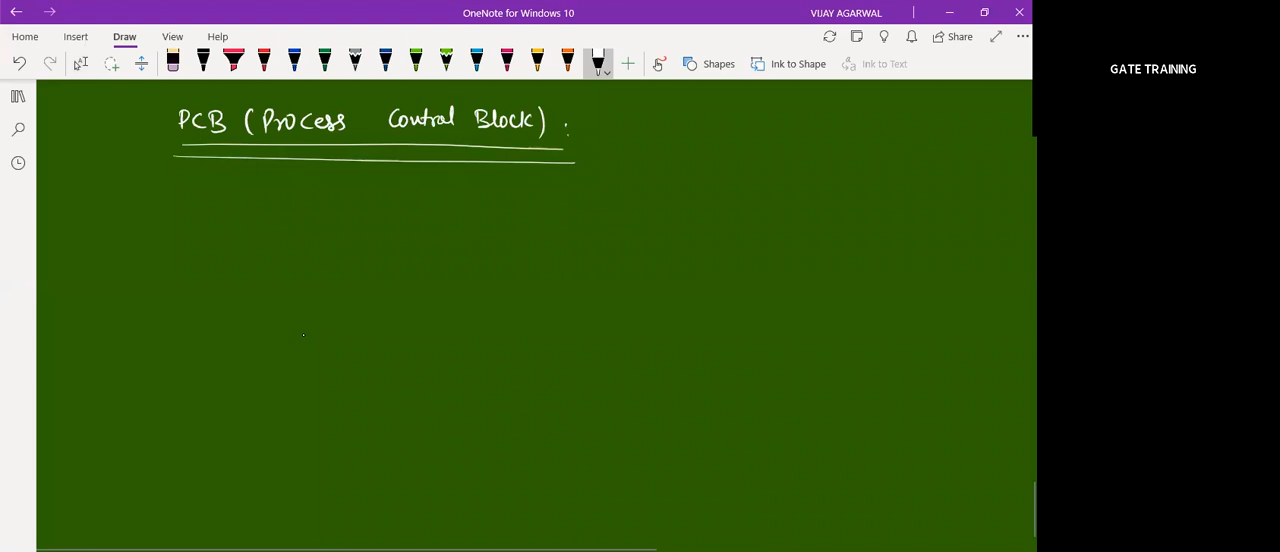 OneNote for Windows 10
VIJAY AGARWAL
Home Insert Draw View Help
Share
Shapes
Ink to Shape
Ink to Text
GATE TRAINING
PCB (Process Control Block) :